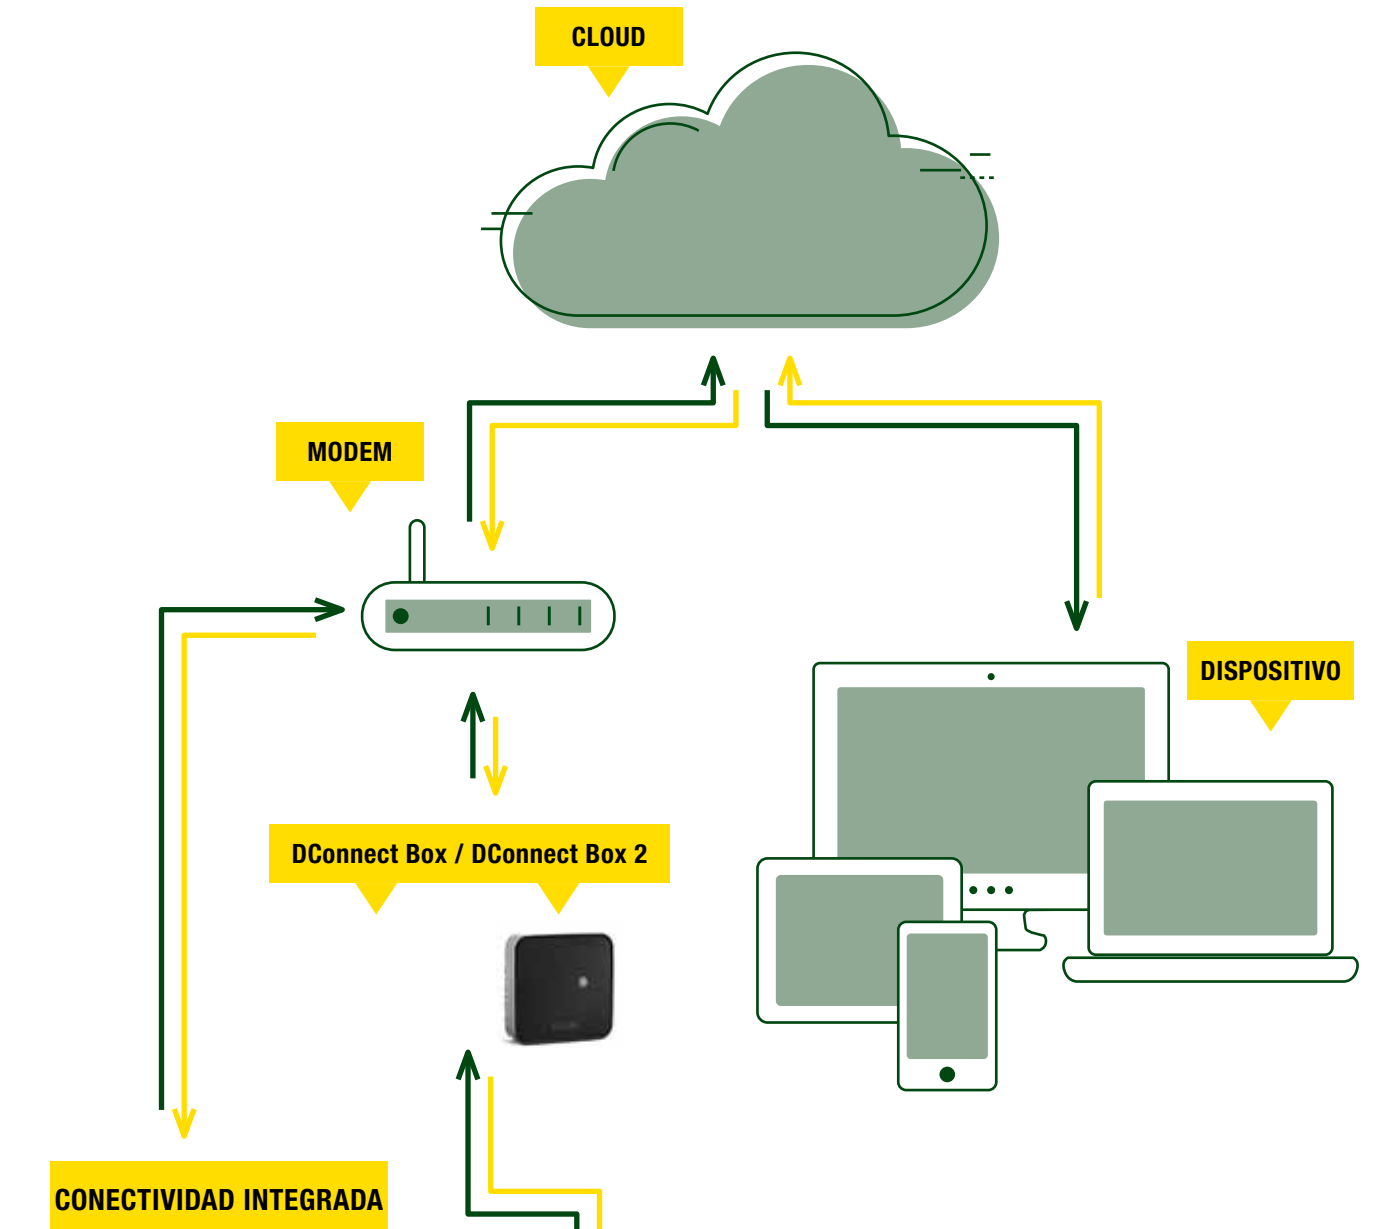 CLOUD
MODEM
DISPOSITIVO
DConnect Box / DConnect Box 2
CONECTIVIDAD INTEGRADA